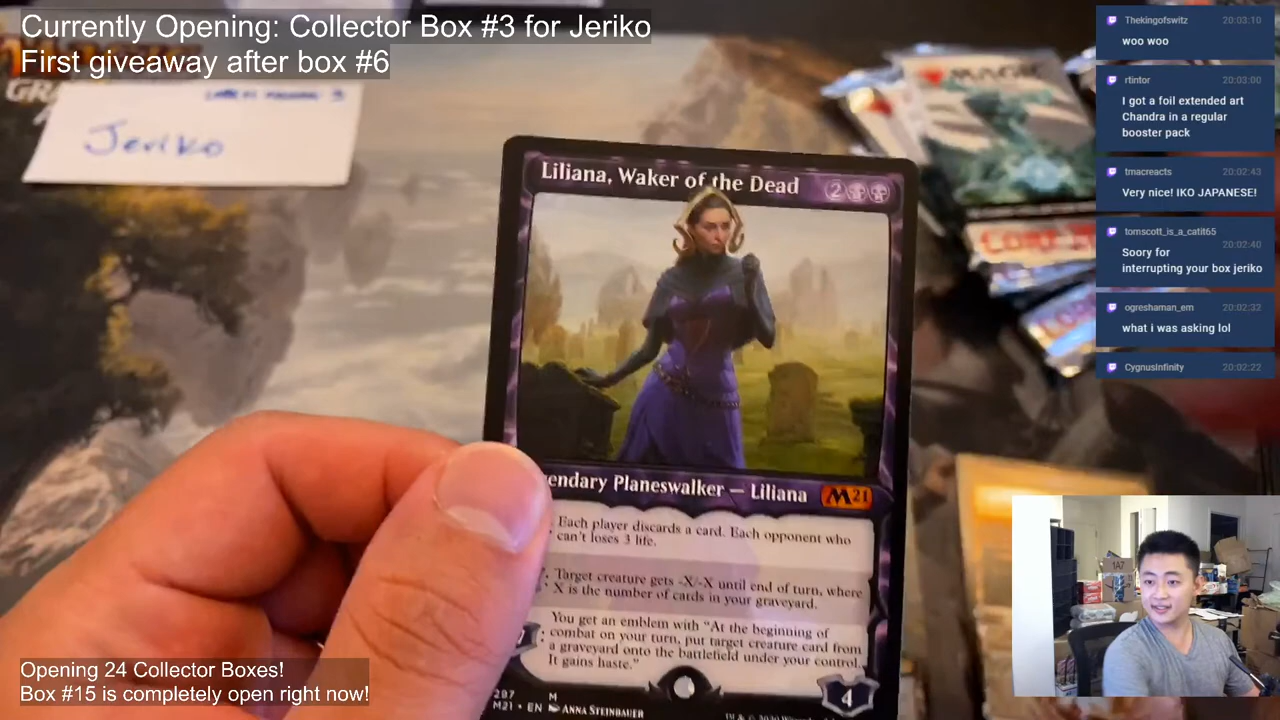 Currently Opening: Collector Box #3 for Jeriko
First giveaway after box #6
Jeriko
MAGIC
Liliana, Waker of the Dead 2
endary Planeswalker — Liliana M21
Each player discards a card. Each opponent who
can't loses 3 life.
Target creature gets -X/-X until end of turn, where
X is the number of cards in your graveyard.
You get an emblem with “At the beginning of
combat on your turn, put target creature card from
a graveyard onto the battlefield under your control.
It gains haste.”
4
297 M
M21 • EN ANNA STEINBAUER
Thekingofswitz 20:03:10
woo woo
rtintor 20:03:00
I got a foil extended art
Chandra in a regular
booster pack
tmacreacts 20:02:43
Very nice! IKO JAPANESE!
tomscott_is_a_catit65
20:02:40
Soory for
interrupting your box jeriko
ogreshaman_em 20:02:32
what i was asking lol
CygnusInfinity 20:02:22
1A7
Opening 24 Collector Boxes!
Box #15 is completely open right now!